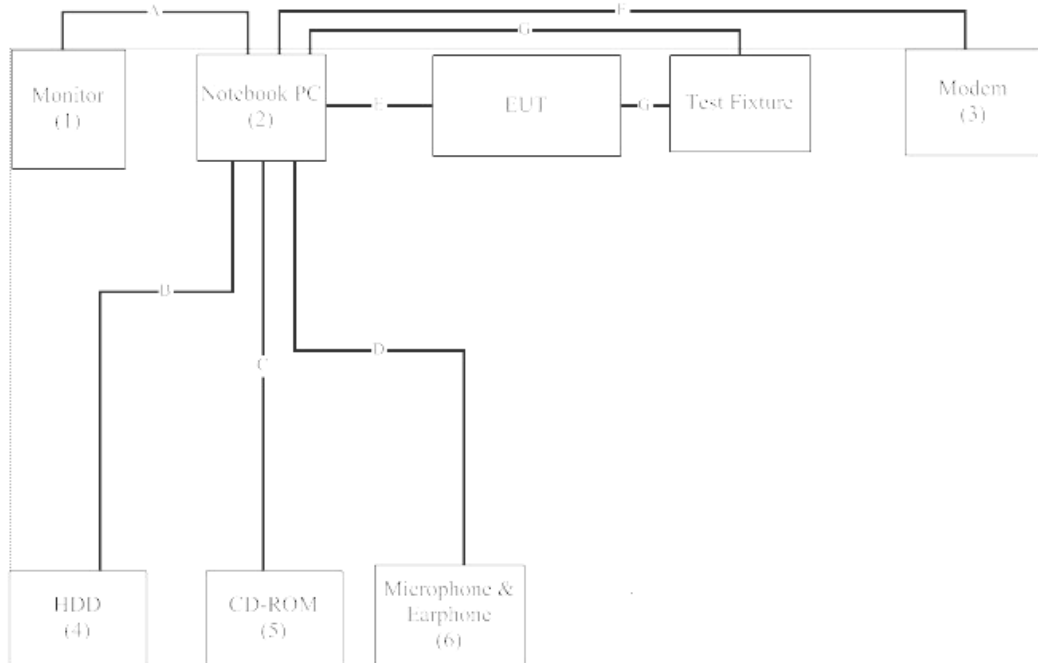 A
F
G
Monitor
(1)
Notebook PC
(2)
E
EUT
G
Test Fixture
Modem
(3)
B
D
C
HDD
(4)
CD-ROM
(5)
Microphone &
Earphone
(6)